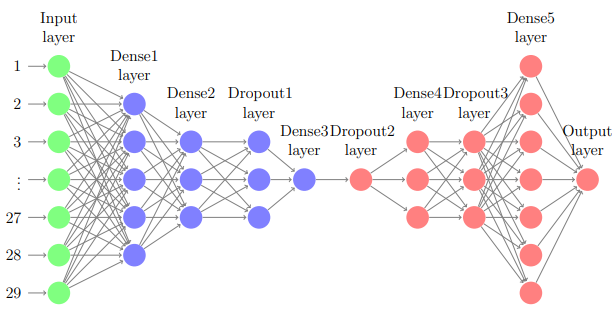 Input
layer
Dense1
layer
Dense2
layer
Dropout1
layer
Dense3
layer
Dropout2
layer
Dense4
layer
Dropout3
layer
Dense5
layer
Output
layer
1
2
3
⋮
27
28
29